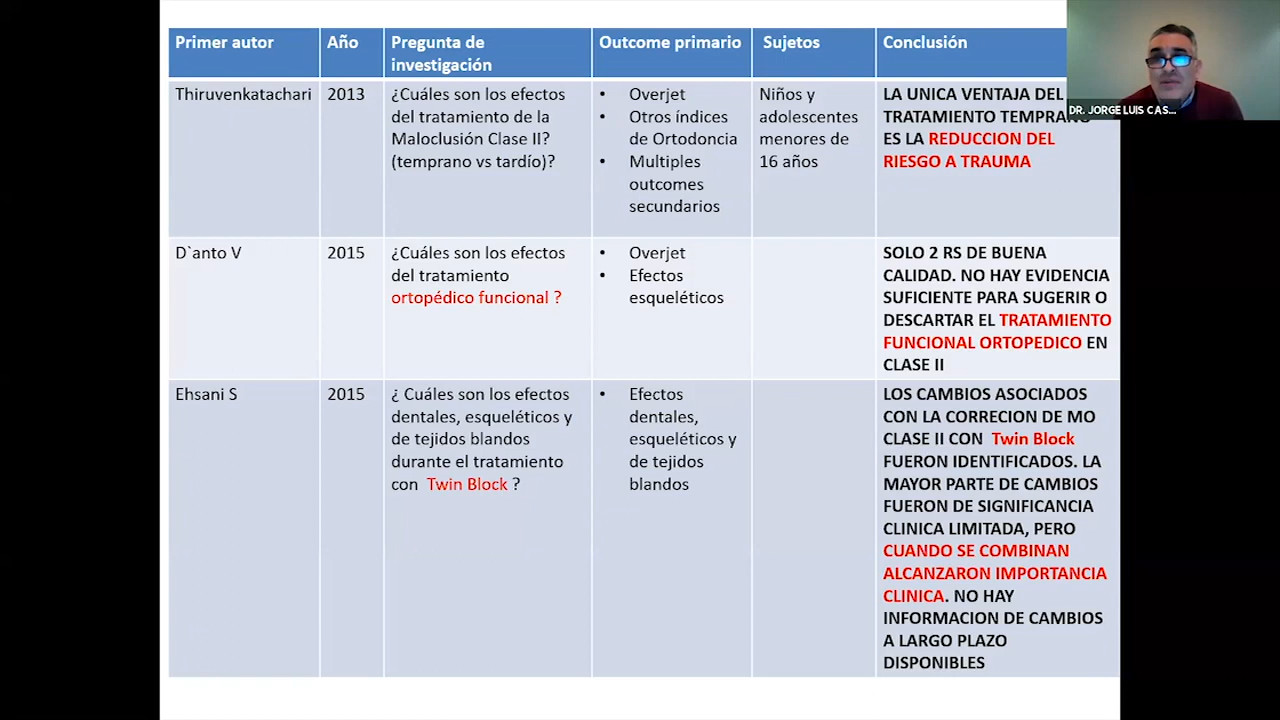 Primer autor
Año
Pregunta de
investigación
Outcome primario
Sujetos
Conclusión
Thiruvenkatachari
2013
¿Cuáles son los efectos
del tratamiento de la
Maloclusión Clase II?
(temprano vs tardío)?
• Overjet
• Otros índices
de Ortodoncia
• Multiples
outcomes
secundarios
Niños y
adolescentes
menores de
16 años
LA UNICA VENTAJA DEL
TRATAMIENTO TEMPRANO
ES LA REDUCCION DEL
RIESGO A TRAUMA
D`anto V
2015
¿Cuáles son los efectos
del tratamiento
ortopédico funcional ?
• Overjet
• Efectos
esqueléticos
SOLO 2 RS DE BUENA
CALIDAD. NO HAY EVIDENCIA
SUFICIENTE PARA SUGERIR O
DESCARTAR EL TRATAMIENTO
FUNCIONAL ORTOPEDICO EN
CLASE II
Ehsani S
2015
¿ Cuáles son los efectos
dentales, esqueléticos y
de tejidos blandos
durante el tratamiento
con Twin Block ?
• Efectos
dentales,
esqueléticos y
de tejidos
blandos
LOS CAMBIOS ASOCIADOS
CON LA CORRECION DE MO
CLASE II CON Twin Block
FUERON IDENTIFICADOS. LA
MAYOR PARTE DE CAMBIOS
FUERON DE SIGNIFICANCIA
CLINICA LIMITADA, PERO
CUANDO SE COMBINAN
ALCANZARON IMPORTANCIA
CLINICA. NO HAY
INFORMACION DE CAMBIOS
A LARGO PLAZO
DISPONIBLES
DR. JORGE LUIS CAS...